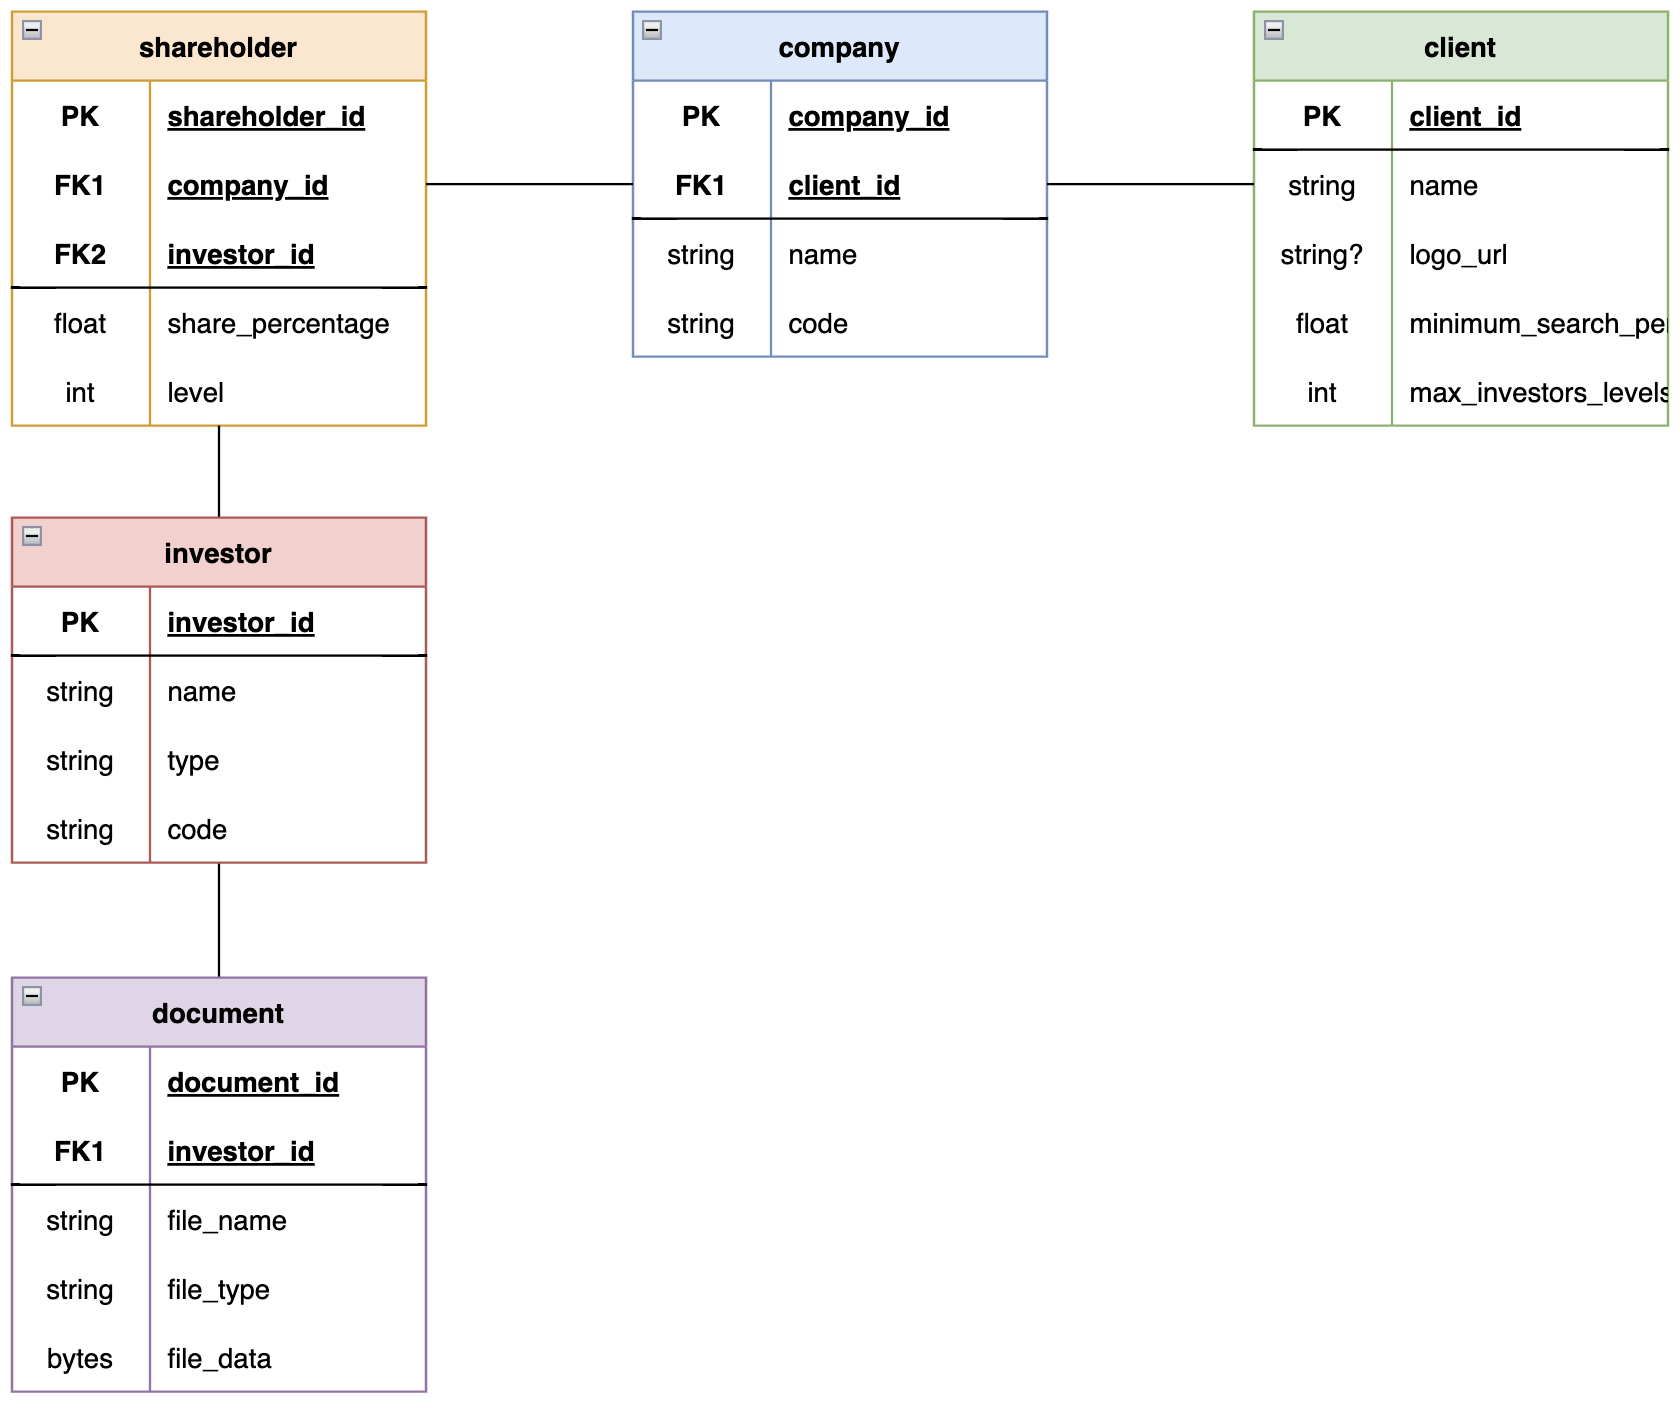 shareholder
PK shareholder_id
FK1 company_id
FK2 investor_id
float share_percentage
int level
company
PK company_id
FK1 client_id
string name
string code
client
PK client_id
string name
string? logo_url
float
int max_investors_levels
investor
PK investor_id
string name
string type
string code
document
PK document_id
FK1 investor_id
string file_name
string file_type
bytes file_data